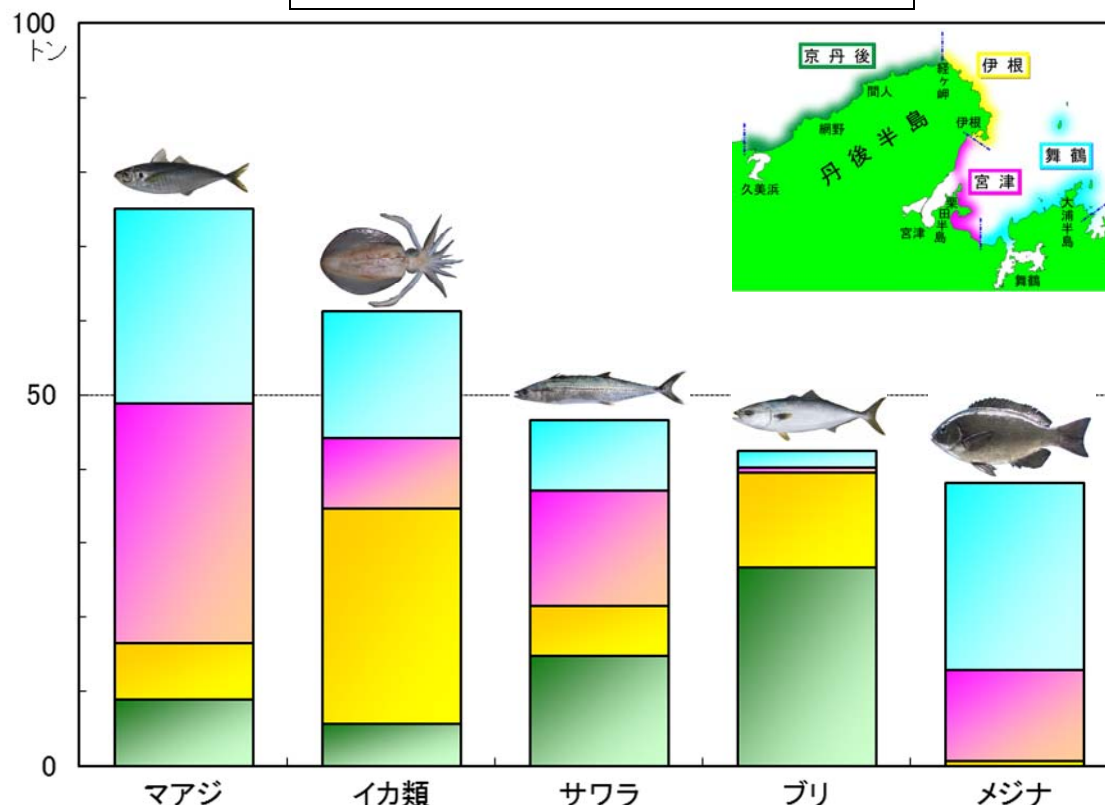 100
トン
50
0
マアジ
イカ類
サワラ
ブリ
メジナ
京丹後
伊根
経ヶ岬
間人
網野
丹後半島
伊根
舞鶴
宮津
久美浜
栗田半島
宮津
大浦半島
舞鶴